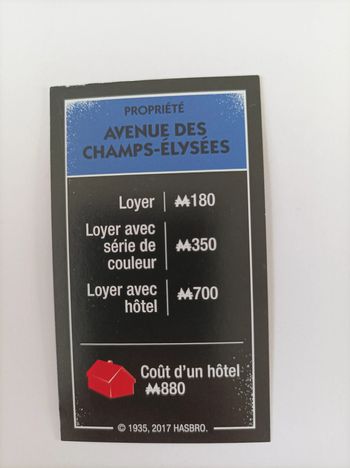 PROPRIÉTÉ
AVENUE DES
CHAMPS-ÉLYSÉES
Loyer ₩180
Loyer avec
série de ₩350
couleur
Loyer avec ₩700
hôtel
Coût d'un hôtel
₩880
© 1935, 2017 HASBRO.